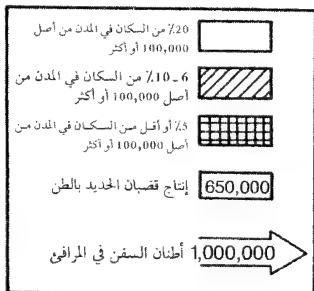 ٪20 من السكان في المدن من أصل
100,000 أو أكثر
6 - 10٪ من السكان في المدن من
أصل 100,000 أو أكثر
5٪ أو أقل من السكان في المدن من
أصل 100,000 أو أكثر
إنتاج قضبان الحديد بالطن 650,000
أطنان السفن في المرافئ 1,000,000